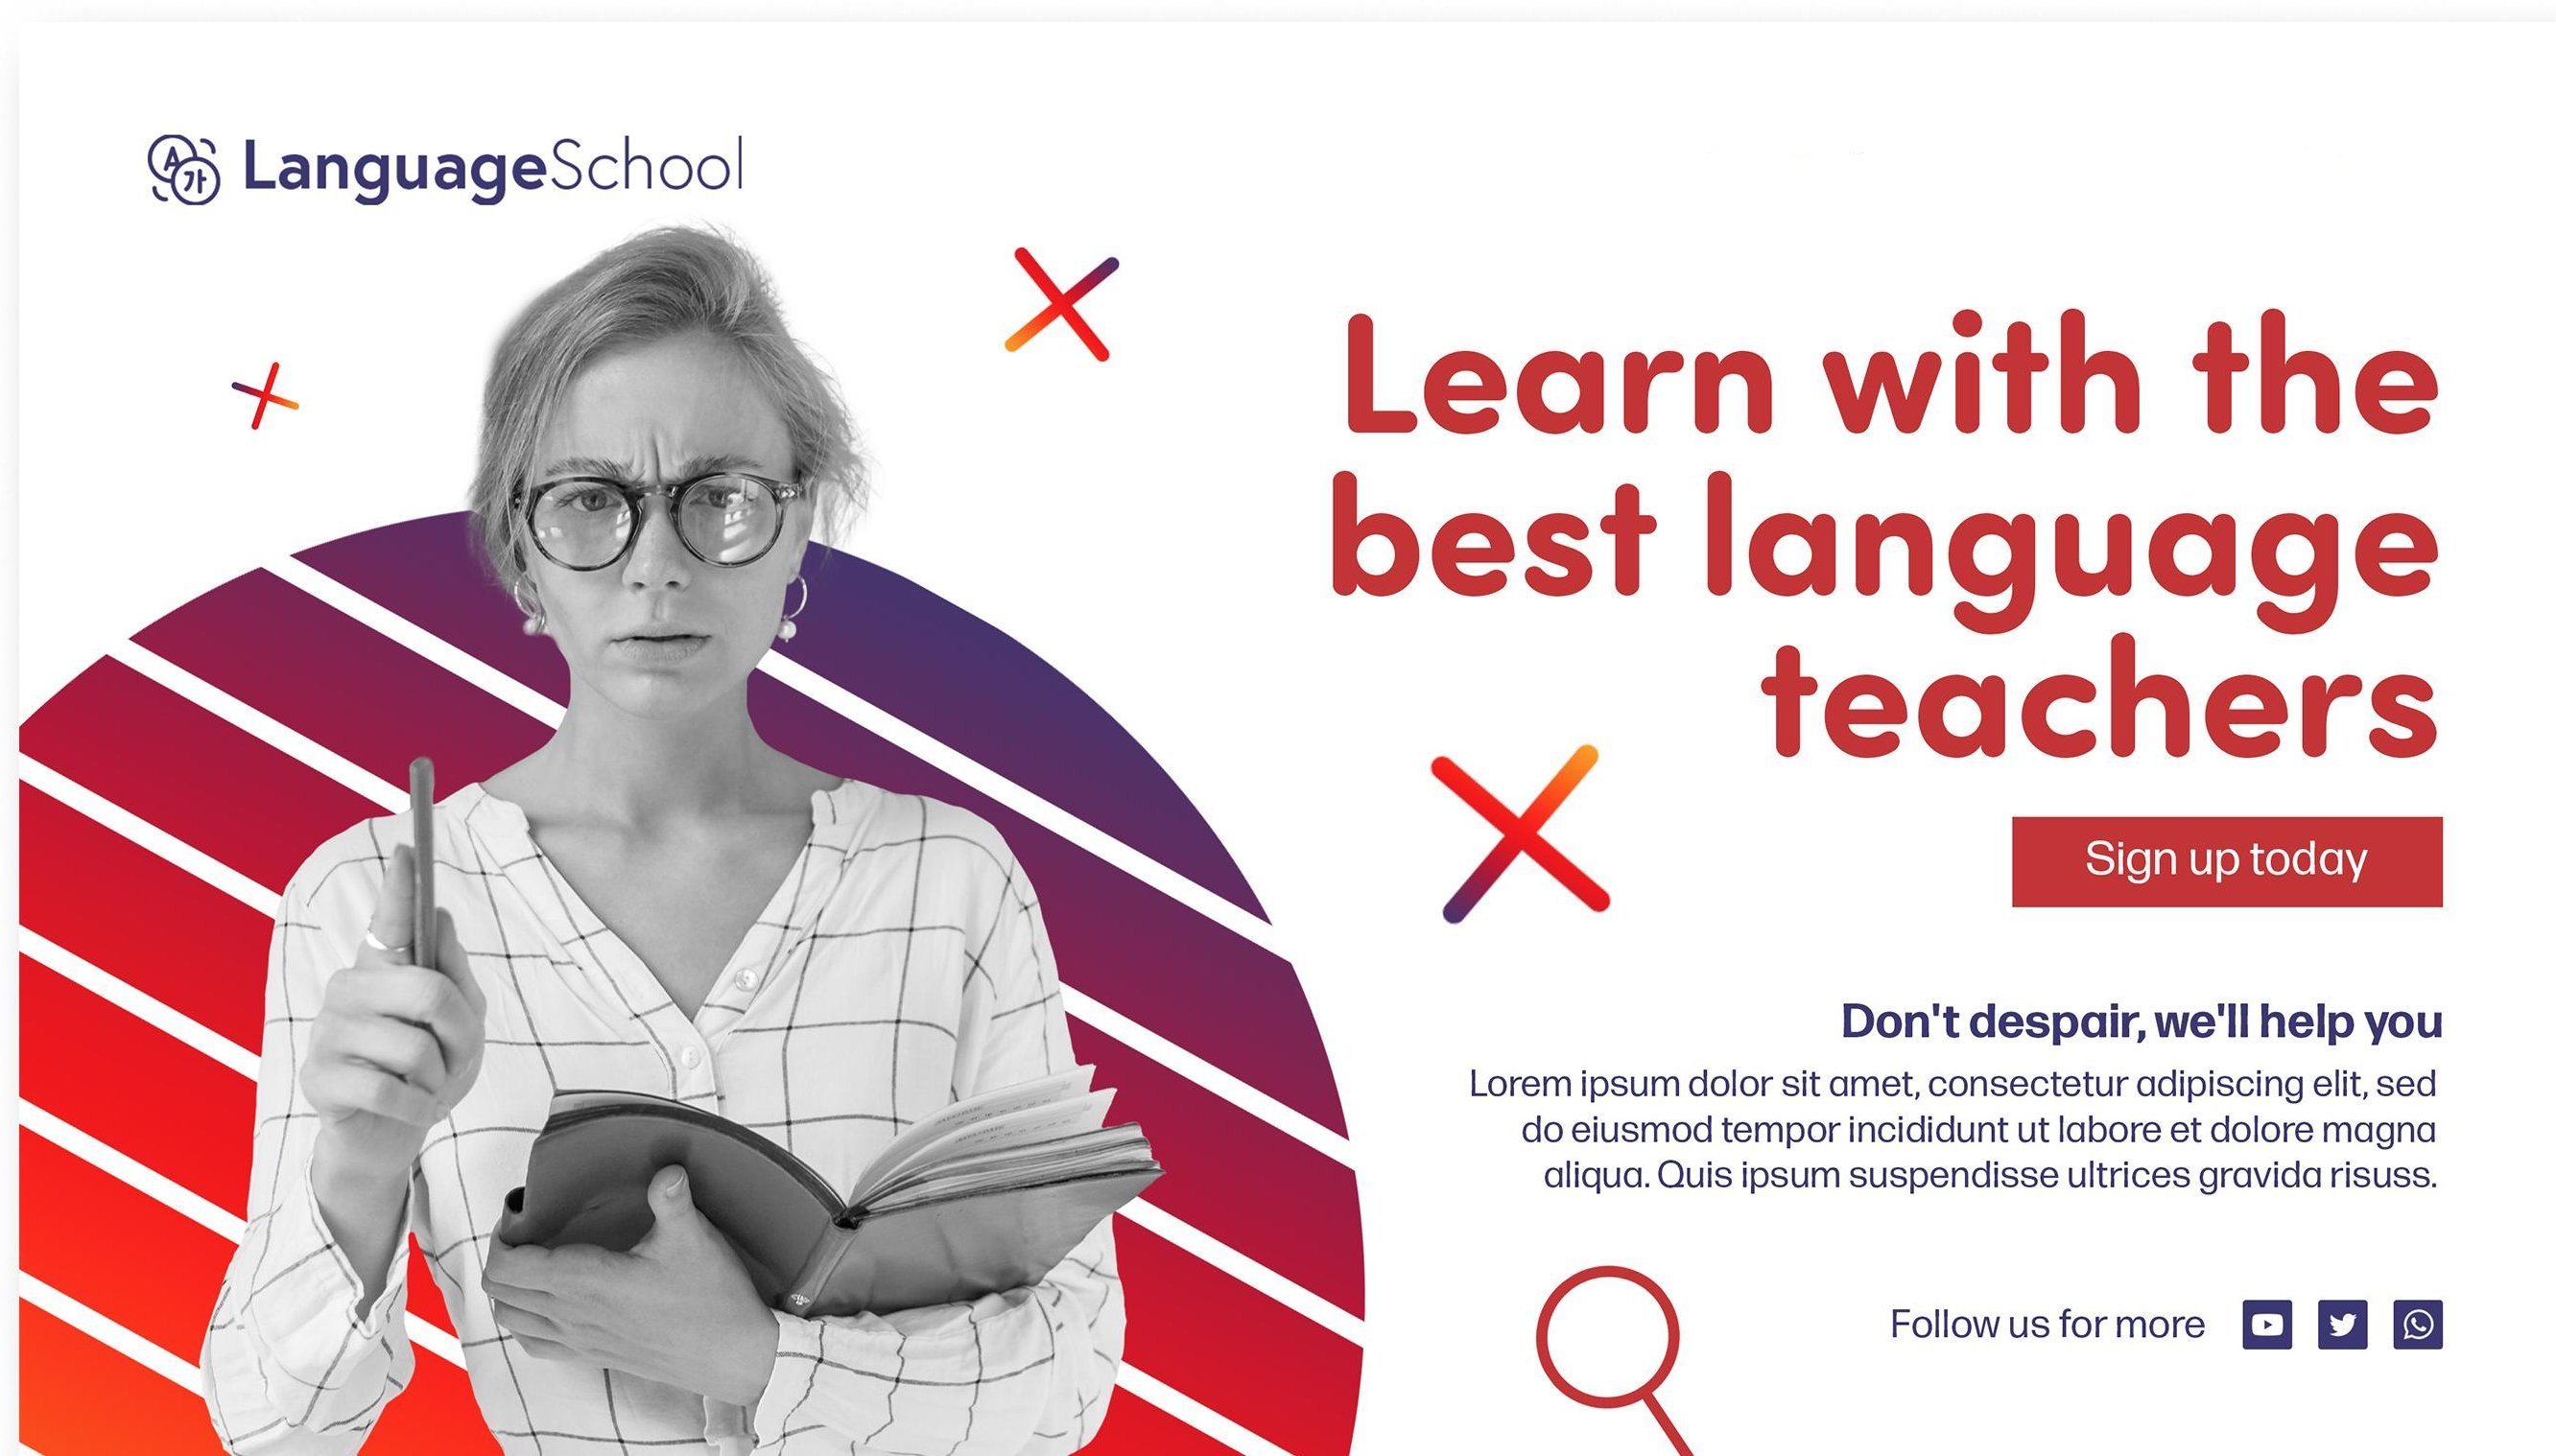 A
가
LanguageSchool
Learn with the
best language
teachers
Sign up today
Don't despair, we'll help you
Lorem ipsum dolor sit amet, consectetur adipiscing elit, sed
do eiusmod tempor incididunt ut labore et dolore magna
aliqua. Quis ipsum suspendisse ultrices gravida risuss.
Follow us for more